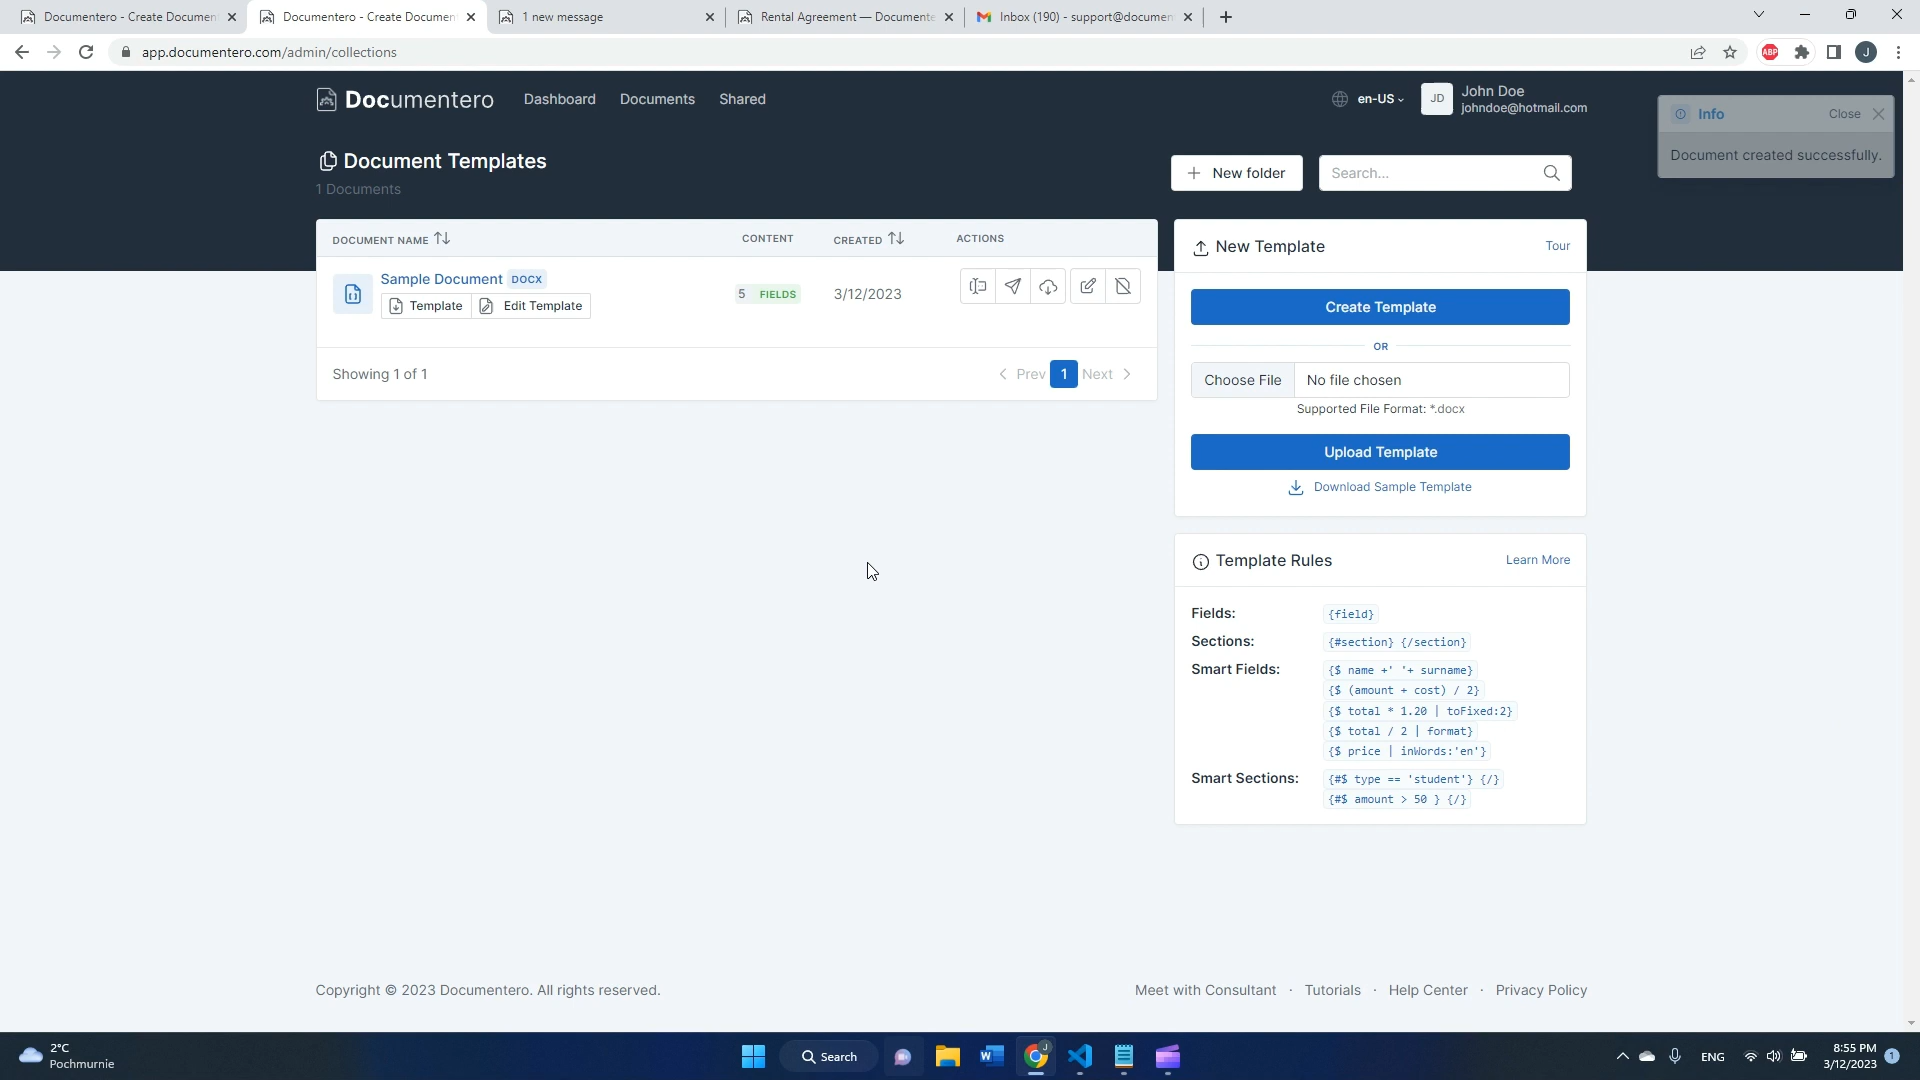 Documentero - Create Document
Documentero - Create Documen
1 new message
Rental Agreement — Documente
Inbox (190) - support@documen
app.documentero.com/admin/collections
ABP
J
Documentero
Dashboard
Documents
Shared
en-US
JD
John Doe
johndoe@hotmail.com
Info
Close
Document created successfully.
Document Templates
1 Documents
New folder
Search...
DOCUMENT NAME
CONTENT
CREATED
ACTIONS
Sample Document DOCX
Template
Edit Template
5 FIELDS
3/12/2023
Showing 1 of 1
Prev 1 Next
New Template
Tour
Create Template
OR
Choose File No file chosen
Supported File Format: *.docx
Upload Template
Download Sample Template
Template Rules
Learn More
Fields: {field}
Sections: {#section} {/section}
Smart Fields: {$ name +' '+ surname}
{$ (amount + cost) / 2}
{$ total * 1.20 | toFixed:2}
{$ total / 2 | format}
{$ price | inWords:'en'}
Smart Sections: {#$ type == 'student'} {/}
{#$ amount > 50 } {/}
Copyright © 2023 Documentero. All rights reserved.
Meet with Consultant · Tutorials · Help Center · Privacy Policy
2°C
Pochmurnie
Search
J
ENG
8:55 PM
3/12/2023
1